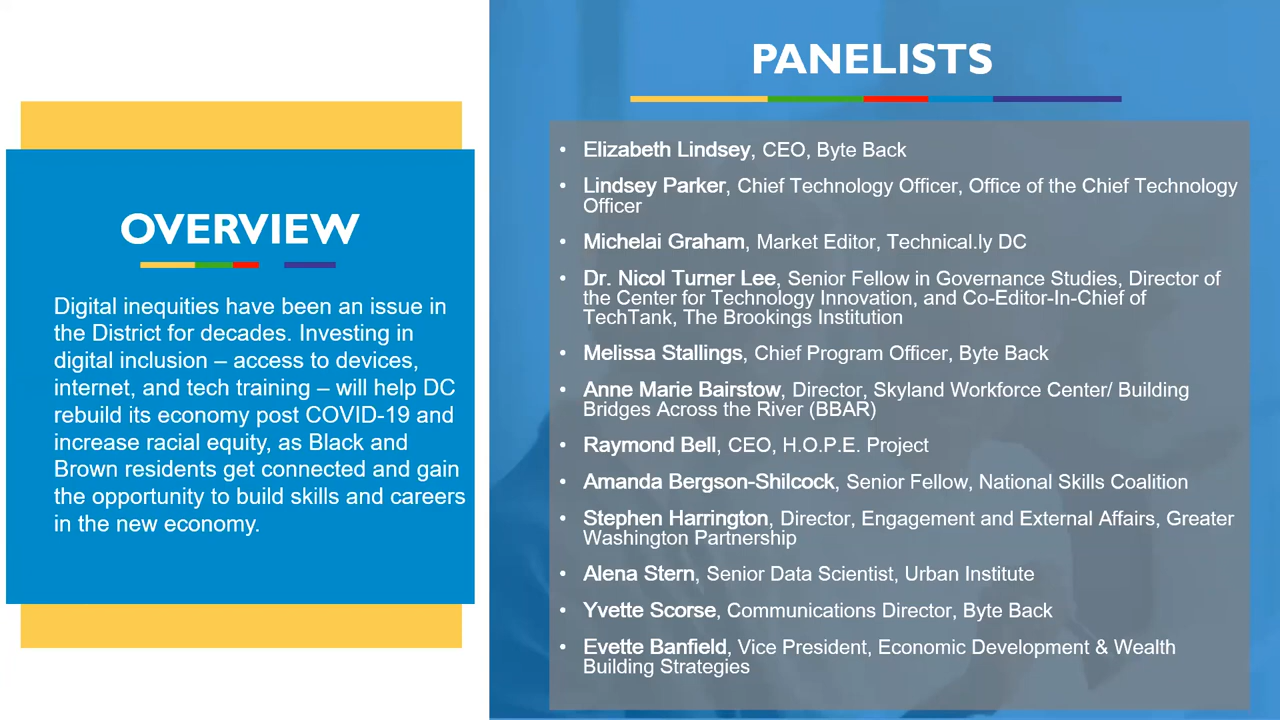 OVERVIEW
Digital inequities have been an issue in
the District for decades. Investing in
digital inclusion – access to devices,
internet, and tech training – will help DC
rebuild its economy post COVID-19 and
increase racial equity, as Black and
Brown residents get connected and gain
the opportunity to build skills and careers
in the new economy.
PANELISTS
• Elizabeth Lindsey, CEO, Byte Back
• Lindsey Parker, Chief Technology Officer, Office of the Chief Technology
Officer
• Michelai Graham, Market Editor, Technical.ly DC
• Dr. Nicol Turner Lee, Senior Fellow in Governance Studies, Director of
the Center for Technology Innovation, and Co-Editor-In-Chief of
TechTank, The Brookings Institution
• Melissa Stallings, Chief Program Officer, Byte Back
• Anne Marie Bairstow, Director, Skyland Workforce Center/ Building
Bridges Across the River (BBAR)
• Raymond Bell, CEO, H.O.P.E. Project
• Amanda Bergson-Shilcock, Senior Fellow, National Skills Coalition
• Stephen Harrington, Director, Engagement and External Affairs, Greater
Washington Partnership
• Alena Stern, Senior Data Scientist, Urban Institute
• Yvette Scorse, Communications Director, Byte Back
• Evette Banfield, Vice President, Economic Development & Wealth
Building Strategies